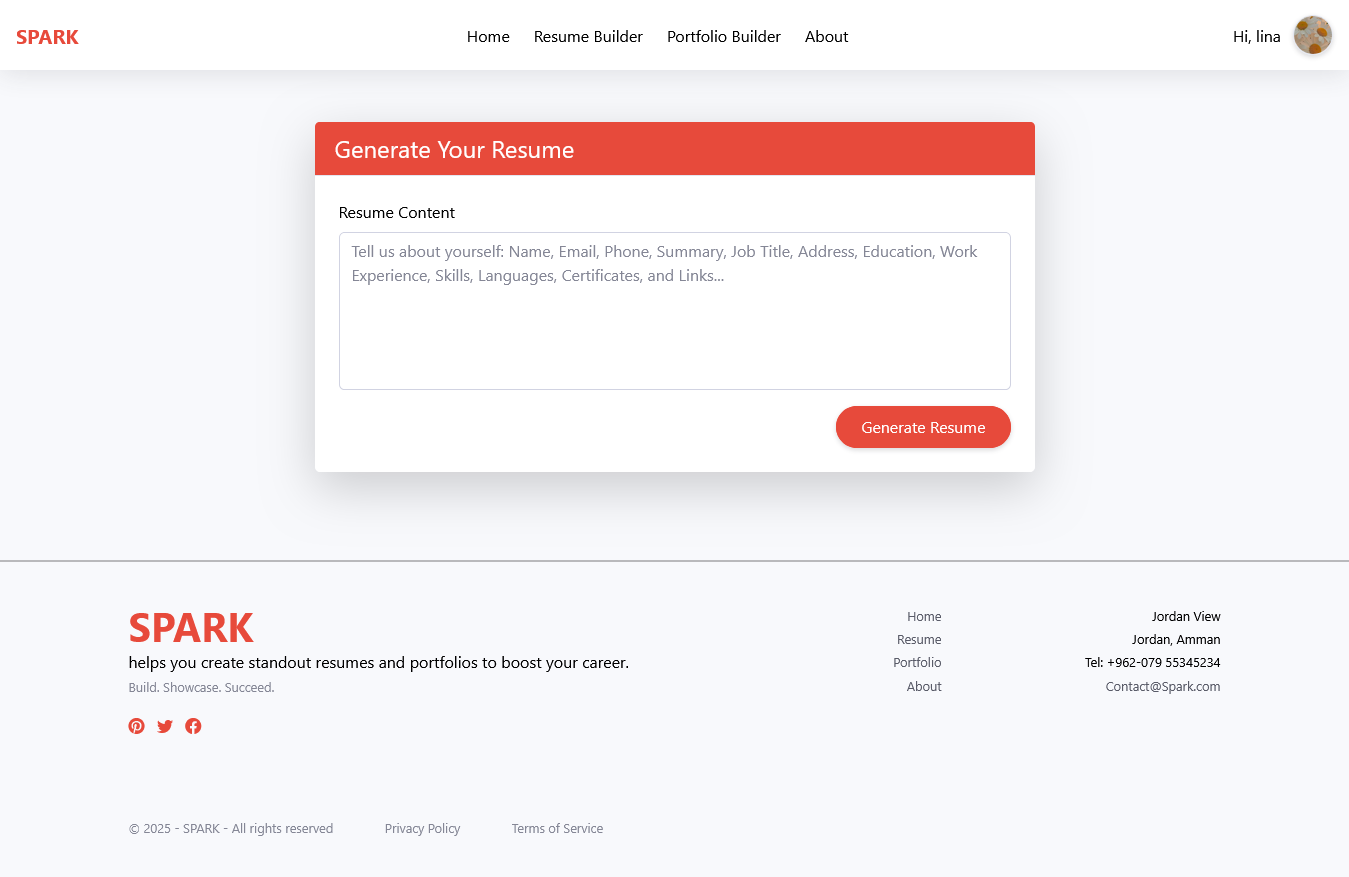 SPARK
Home
Resume Builder
Portfolio Builder
About
Hi, lina
Generate Your Resume
Resume Content
Tell us about yourself: Name, Email, Phone, Summary, Job Title, Address, Education, Work
Experience, Skills, Languages, Certificates, and Links...
Generate Resume
SPARK
helps you create standout resumes and portfolios to boost your career.
Build. Showcase. Succeed.
Home
Resume
Portfolio
About
Jordan View
Jordan, Amman
Tel: +962-079 55345234
Contact@Spark.com
© 2025 - SPARK - All rights reserved
Privacy Policy
Terms of Service